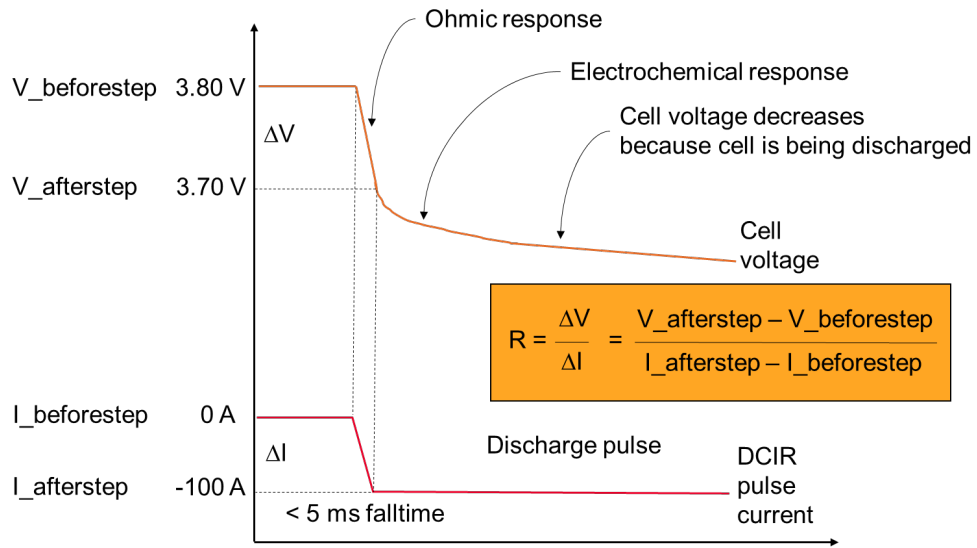 Ohmic response
V_beforestep 3.80 V
Electrochemical response
Cell voltage decreases
because cell is being discharged
ΔV
V_afterstep 3.70 V
Cell
voltage
R = ΔV / ΔI = V_afterstep – V_beforestep / I_afterstep – I_beforestep
I_beforestep 0 A
ΔI
Discharge pulse
I_afterstep -100 A
DCIR
pulse
current
< 5 ms falltime